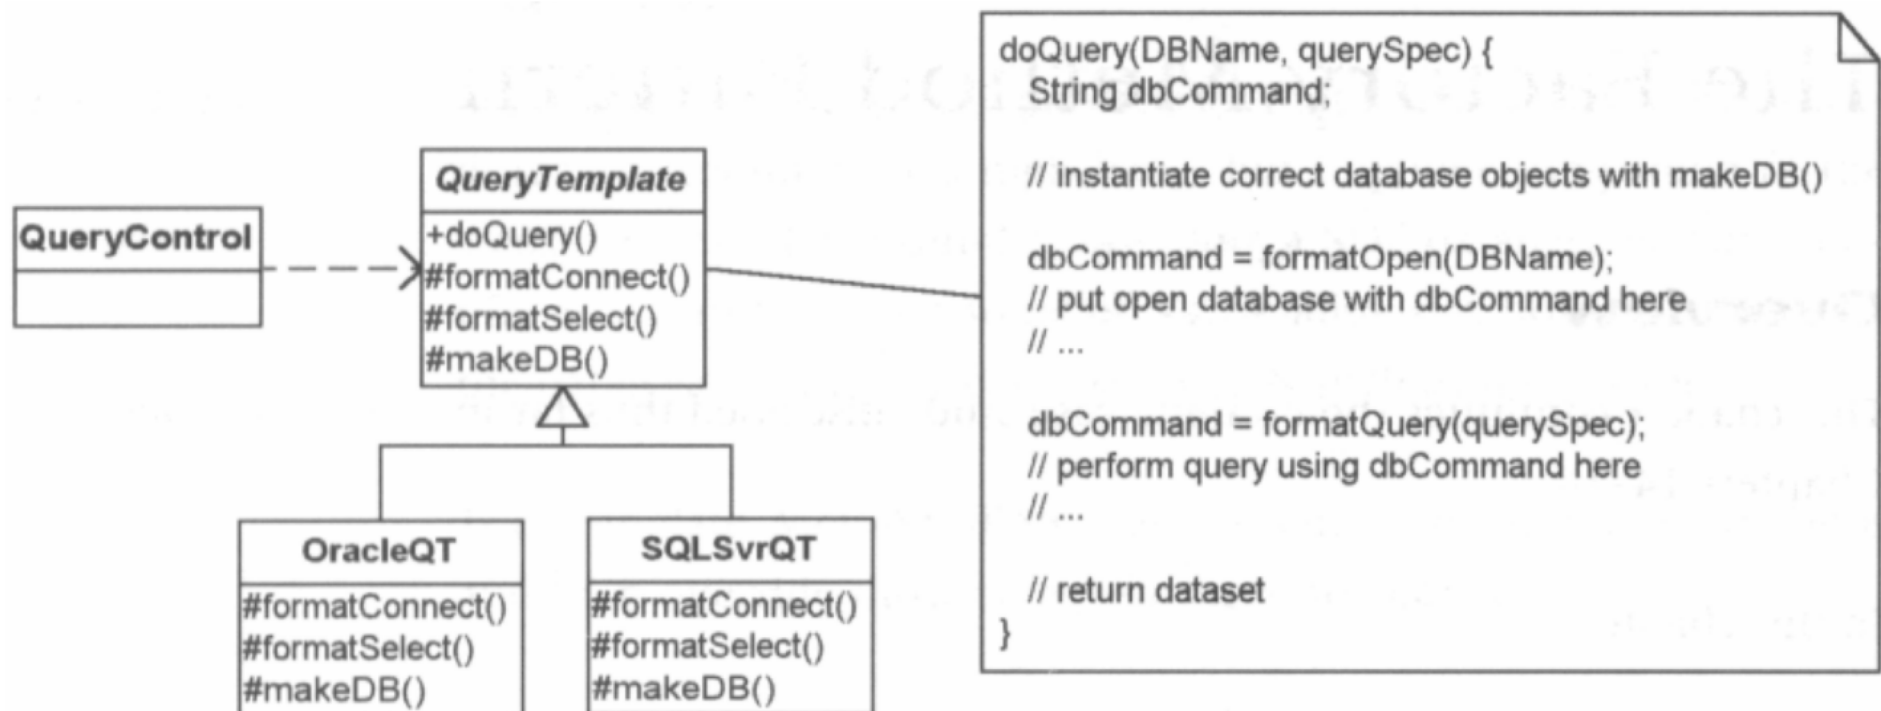 QueryControl
QueryTemplate
+doQuery()
#formatConnect()
#formatSelect()
#makeDB()
OracleQT
#formatConnect()
#formatSelect()
#makeDB()
SQLSvrQT
#formatConnect()
#formatSelect()
#makeDB()
doQuery(DBName, querySpec) {
String dbCommand;
// instantiate correct database objects with makeDB()
dbCommand = formatOpen(DBName);
// put open database with dbCommand here
// ...
dbCommand = formatQuery(querySpec);
// perform query using dbCommand here
// ...
// return dataset
}